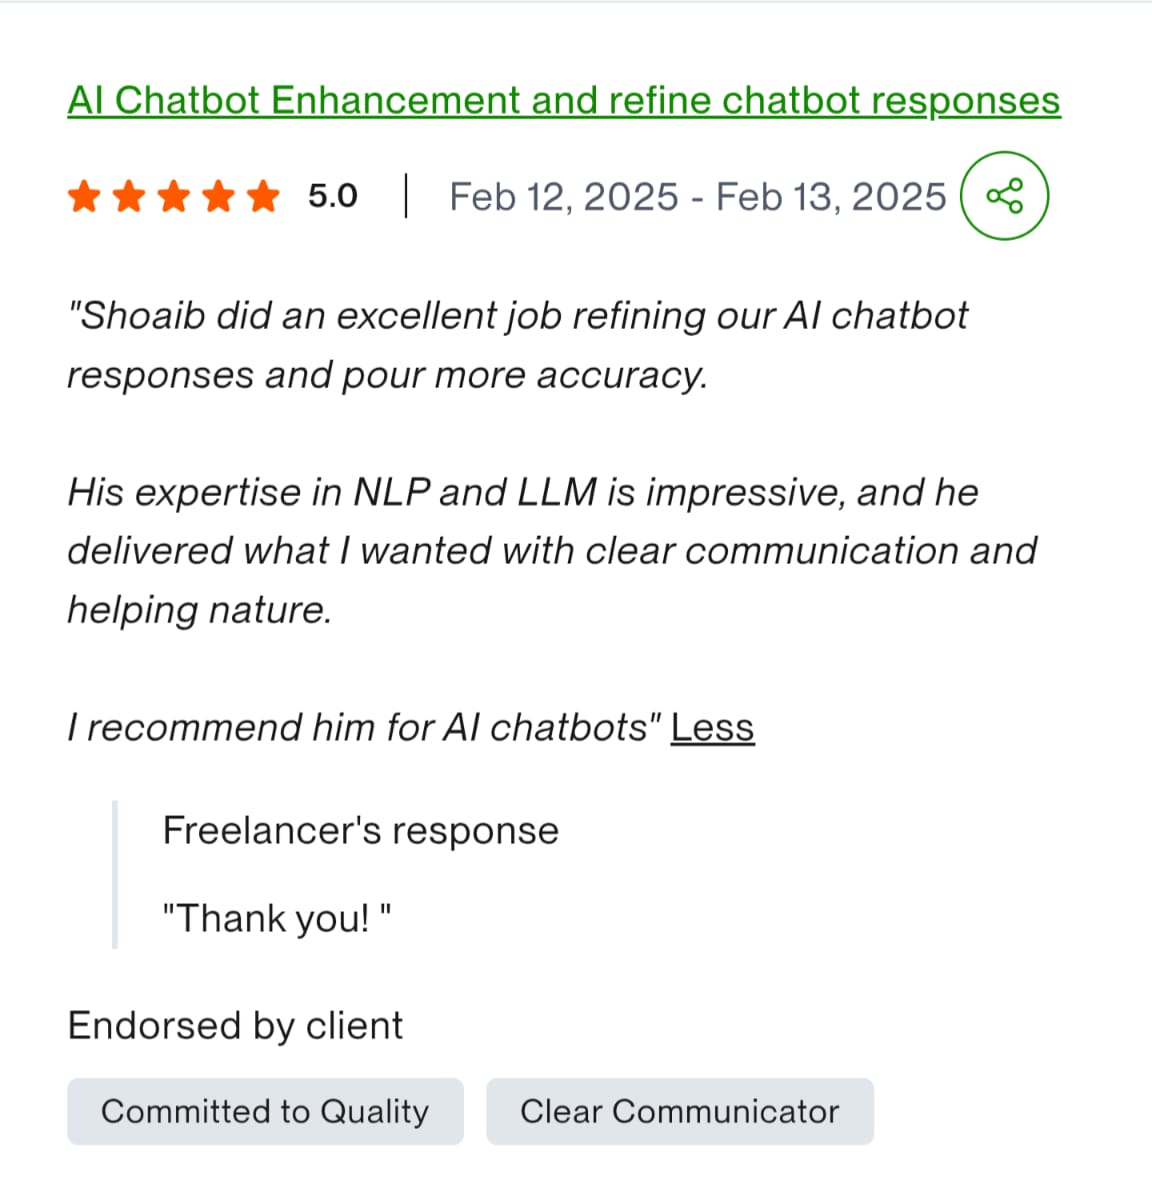 AI Chatbot Enhancement and refine chatbot responses
5.0 | Feb 12, 2025 - Feb 13, 2025
"Shoaib did an excellent job refining our AI chatbot
responses and pour more accuracy.
His expertise in NLP and LLM is impressive, and he
delivered what I wanted with clear communication and
helping nature.
I recommend him for AI chatbots" Less
Freelancer's response
"Thank you! "
Endorsed by client
Committed to Quality Clear Communicator